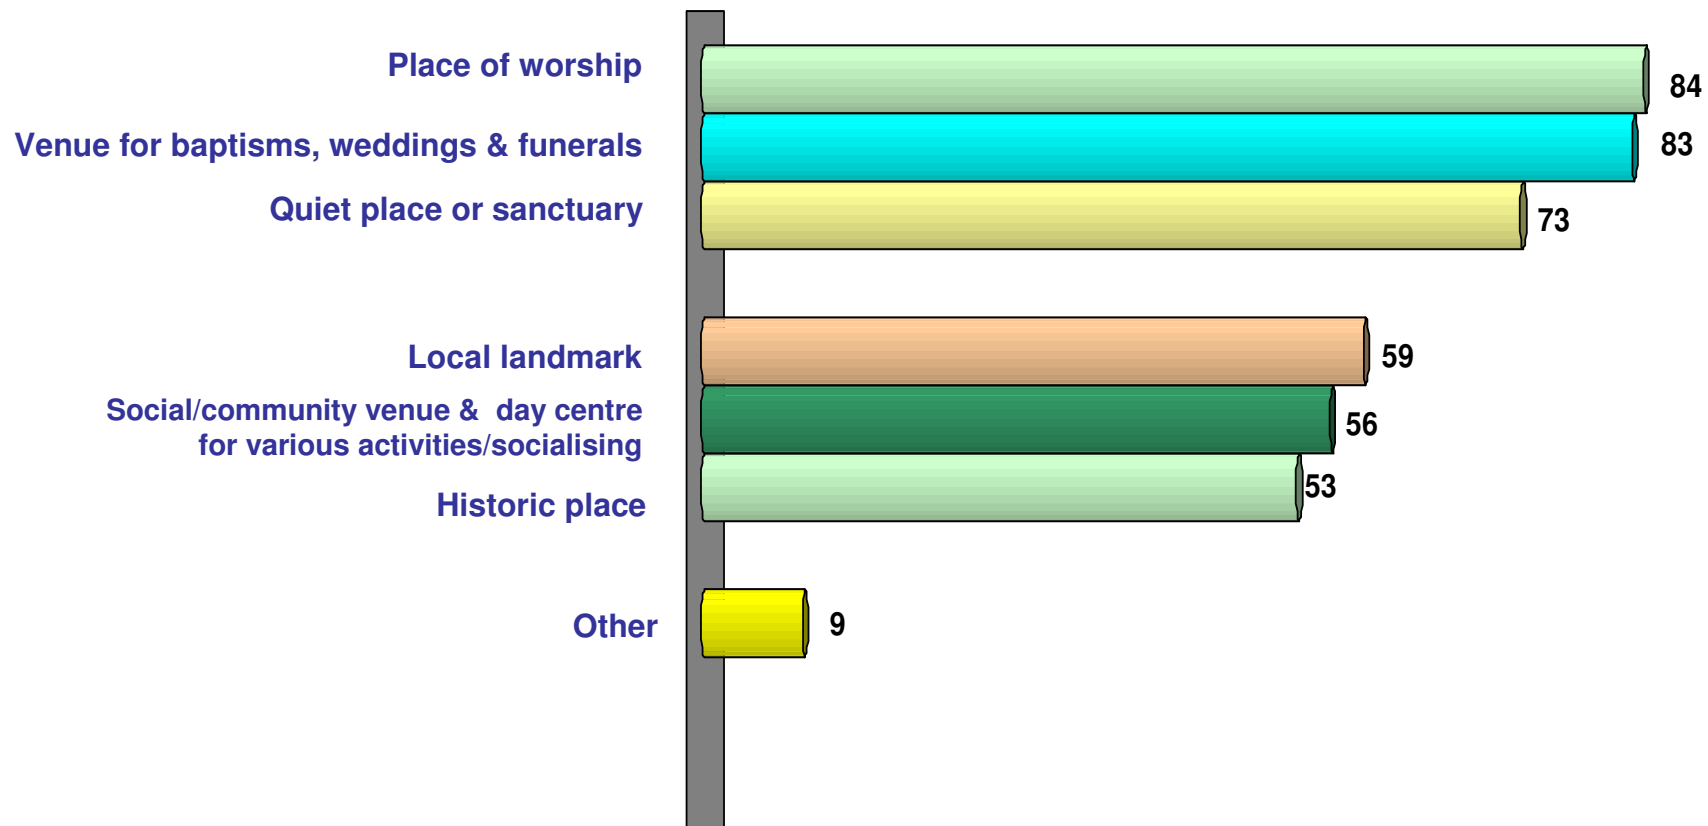 Place of worship
84
Venue for baptisms, weddings & funerals
83
Quiet place or sanctuary
73
Local landmark
59
Social/community venue &  day centre
for various activities/socialising
56
Historic place
53
Other
9